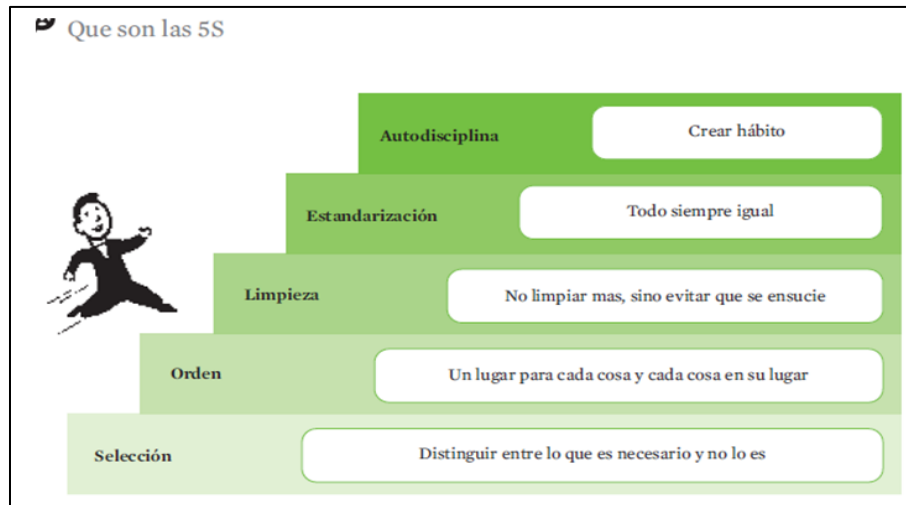 Que son las 5S
Autodisciplina
Crear hábito
Estandarización
Todo siempre igual
Limpieza
No limpiar mas, sino evitar que se ensucie
Orden
Un lugar para cada cosa y cada cosa en su lugar
Selección
Distinguir entre lo que es necesario y no lo es